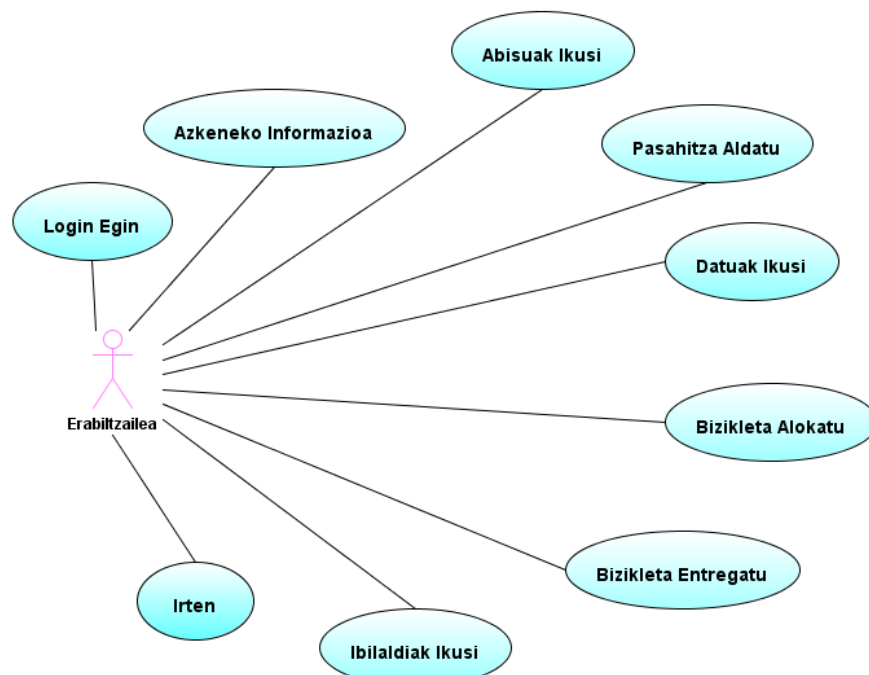 Abisuak Ikusi
Azkeneko Informazioa
Pasahitza Aldatu
Login Egin
Datuak Ikusi
Erabiltzailea
Bizikleta Alokatu
Bizikleta Entregatu
Irten
Ibilaldiak Ikusi